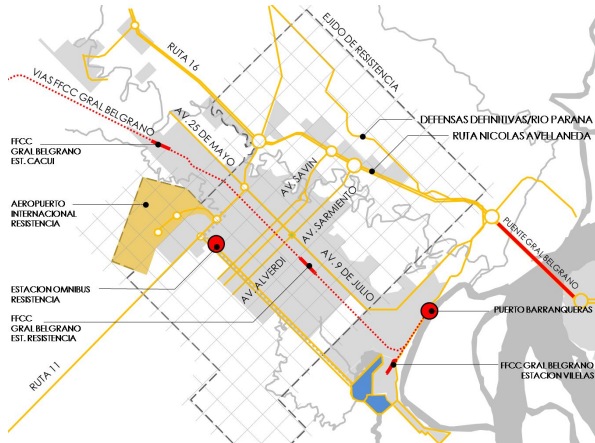 RUTA 16
EJIDO DE RESISTENCIA
VIAS FFCC GRAL BELGRANO
AV. 25 DE MAYO
DEFENSAS DEFINITIVAS/RIO PARANA
RUTA NICOLAS AVELLANEDA
FFCC
GRAL BELGRANO
EST. CACUI
AV. SAVIN
AV. SARMIENTO
AEROPUERTO
INTERNACIONAL
RESISTENCIA
PUENTE GRAL BELGRANO
AV. 9 DE JULIO
AV. ALVERDI
ESTACION OMNIBUS
RESISTENCIA
PUERTO BARRANQUERAS
FFCC
GRAL BELGRANO
EST. RESISTENCIA
FFCC GRAL BELGRANO
ESTACION VILELAS
RUTA 11